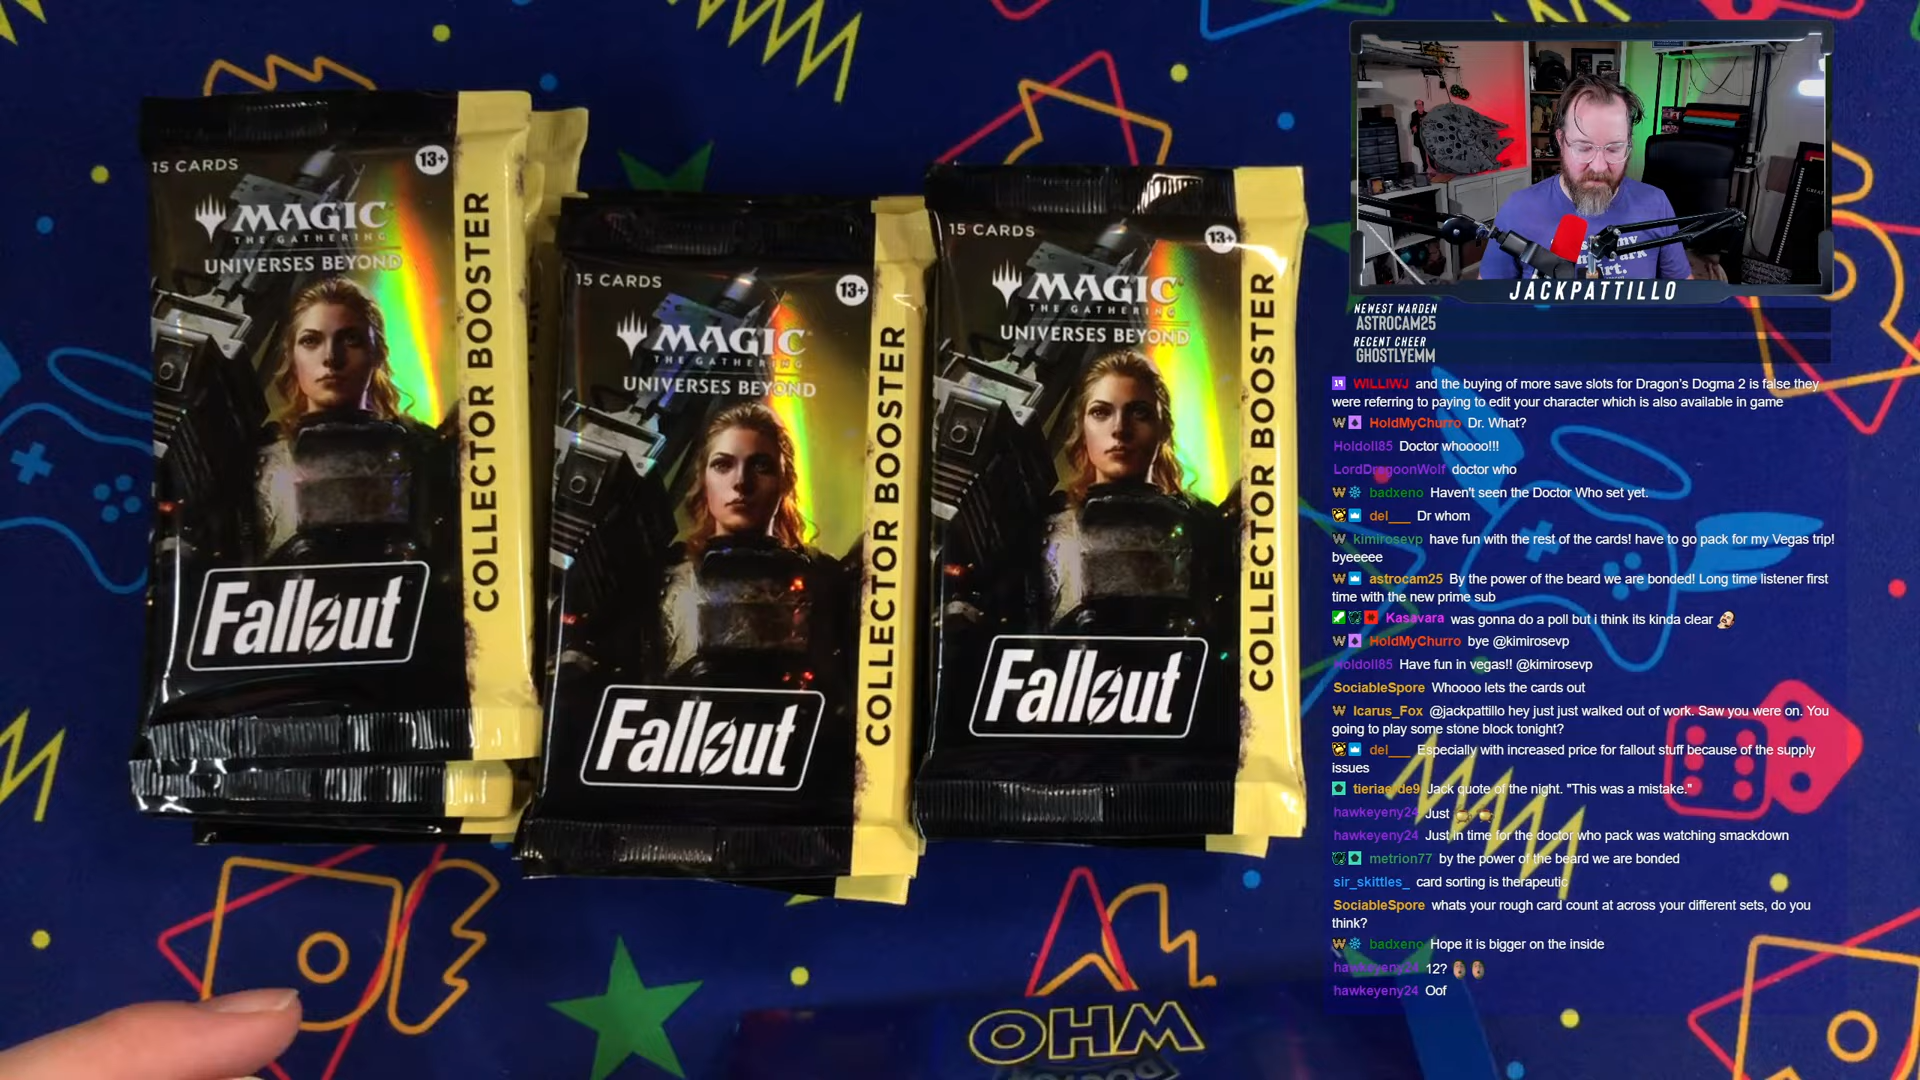 15 CARDS
13+
MAGIC
THE GATHERING
UNIVERSES BEYOND
COLLECTOR BOOSTER
Fallout
15 CARDS
13+
MAGIC
THE GATHERING
UNIVERSES BEYOND
COLLECTOR BOOSTER
Fallout
15 CARDS
13+
MAGIC
THE GATHERING
UNIVERSES BEYOND
COLLECTOR BOOSTER
Fallout
WHO
DOCTOR
JACKPATTILLO
NEWEST WARDEN
ASTROCAM25
RECENT CHEER
GHOSTLYEMM
WILLIWJ and the buying of more save slots for Dragon's Dogma 2 is false they
were referring to paying to edit your character which is also available in game
HoldMyChurro Dr. What?
Holdoll85 Doctor whoooo!!!
LordDragoonWolf doctor who
badxeno Haven't seen the Doctor Who set yet.
del___ Dr whom
kimirosevp have fun with the rest of the cards! have to go pack for my Vegas trip!
byeeeee
astrocam25 By the power of the beard we are bonded! Long time listener first
time with the new prime sub
Kasavara was gonna do a poll but i think its kinda clear
HoldMyChurro bye @kimirosevp
Holdoll85 Have fun in vegas!! @kimirosevp
SociableSpore Whoooo lets the cards out
Icarus_Fox @jackpattillo hey just just walked out of work. Saw you were on. You
going to play some stone block tonight?
del___ Especially with increased price for fallout stuff because of the supply
issues
tieriaerde9 Jack quote of the night. "This was a mistake."
hawkeyeny24 Just
hawkeyeny24 Just in time for the doctor who pack was watching smackdown
metrion77 by the power of the beard we are bonded
sir_skittles_ card sorting is therapeutic
SociableSpore whats your rough card count at across your different sets, do you
think?
badxeno Hope it is bigger on the inside
hawkeyeny24 12?
hawkeyeny24 Oof